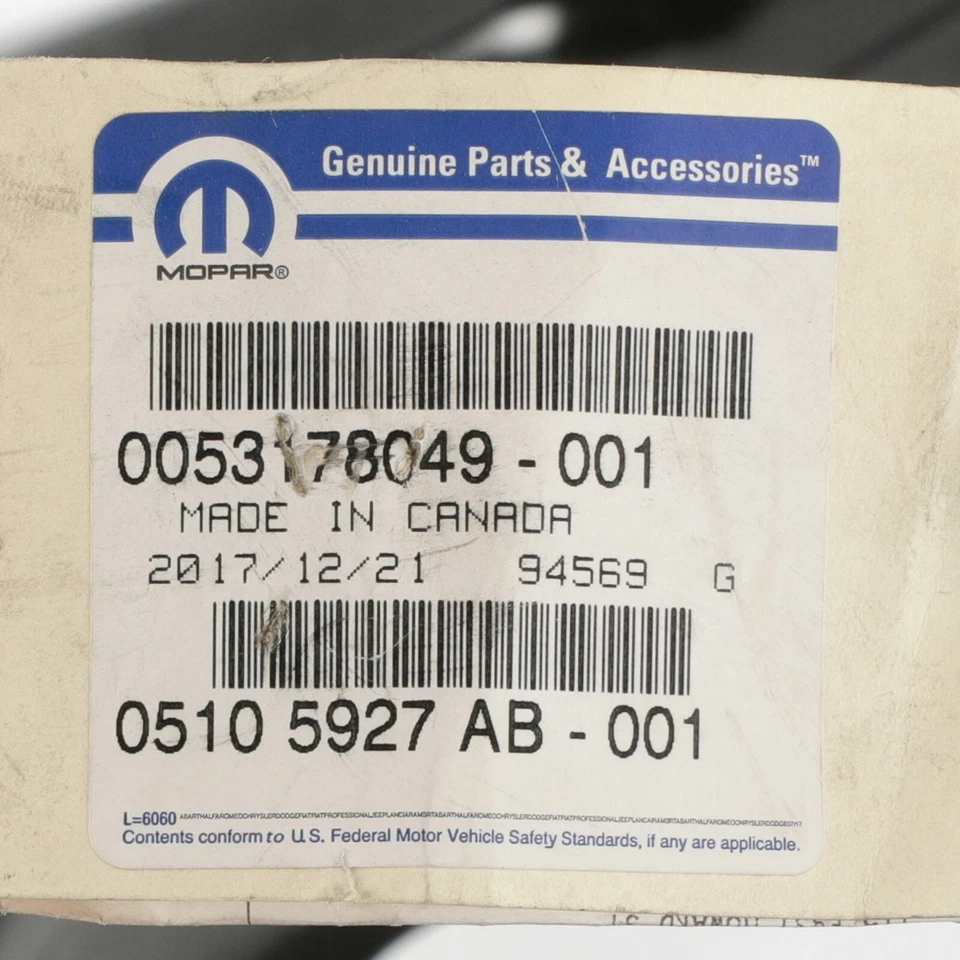 Genuine Parts & Accessories™
MOPAR®
0053178049 - 001
MADE IN CANADA
2017/12/21 94569 G
0510 5927 AB - 001
L=6060
Contents conform to U.S. Federal Motor Vehicle Safety Standards, if any are applicable.